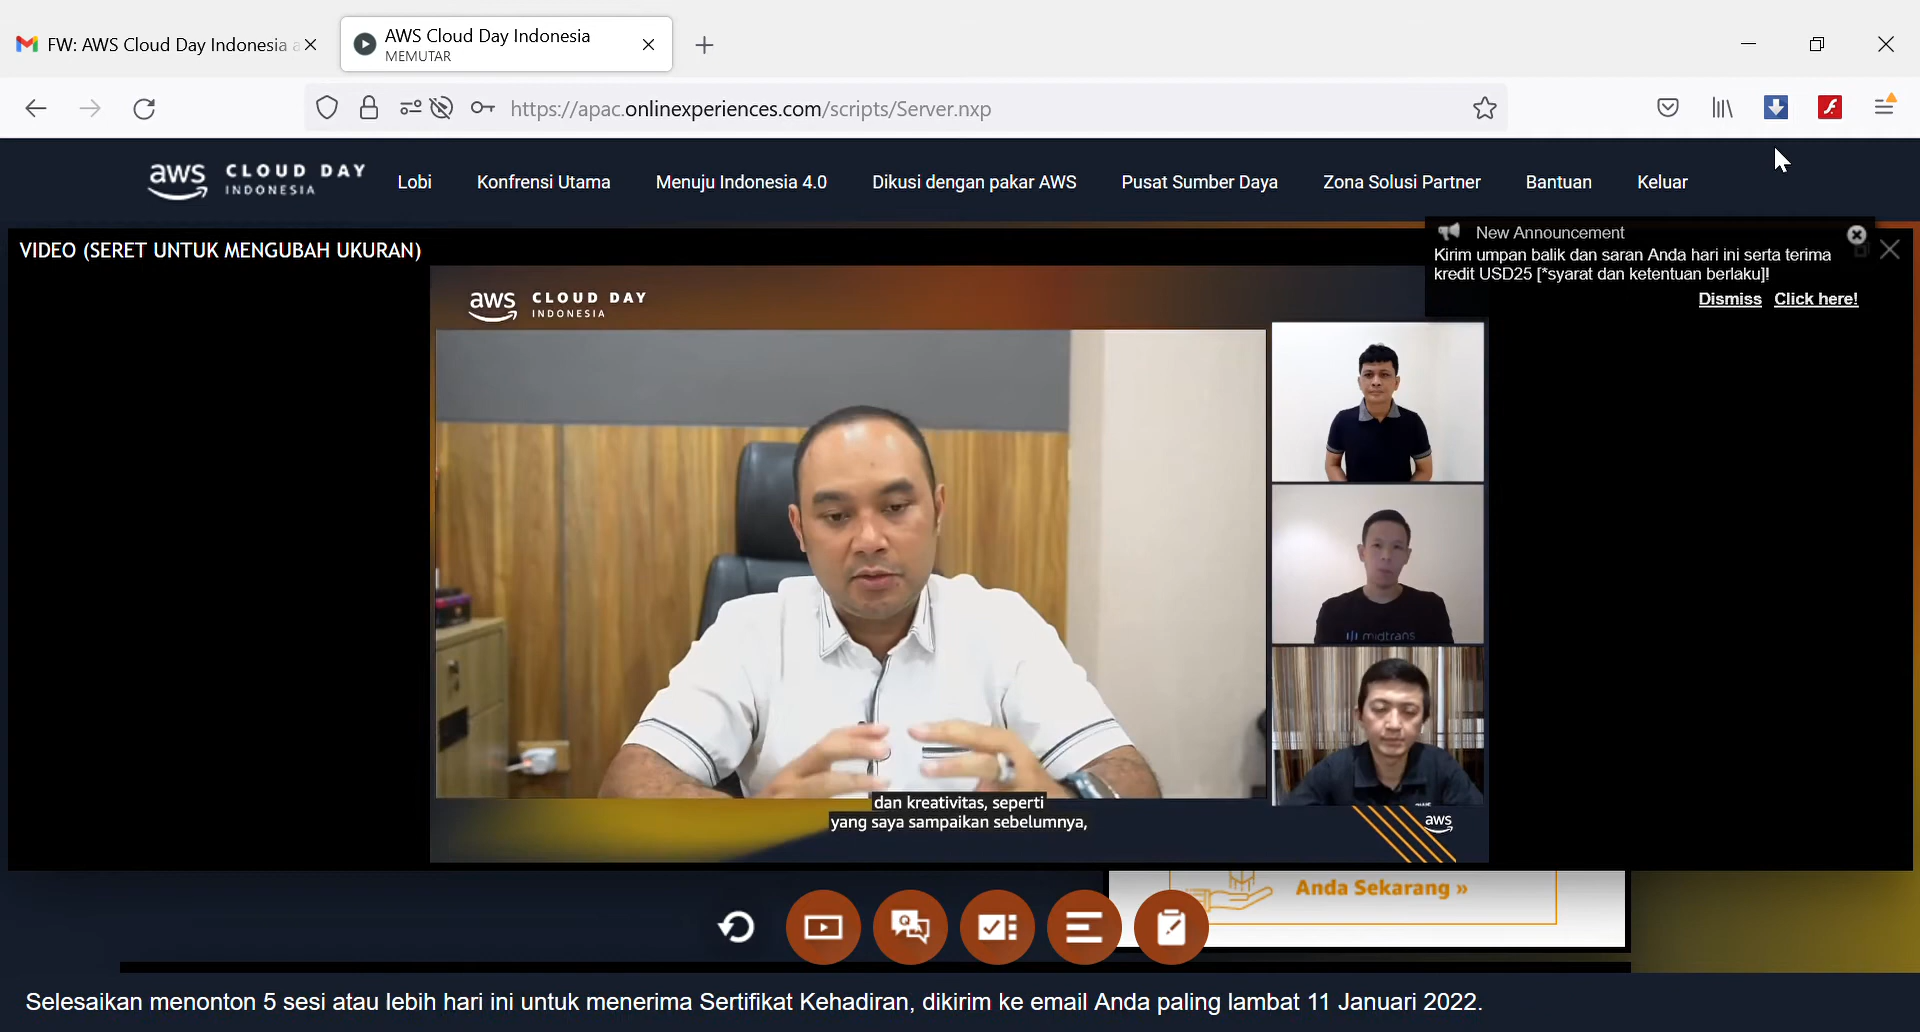 FW: AWS Cloud Day Indonesia a
AWS Cloud Day Indonesia
MEMUTAR
https://apac.onlinexperiences.com/scripts/Server.nxp
aws CLOUD DAY
INDONESIA
Lobi Konfrensi Utama Menuju Indonesia 4.0 Dikusi dengan pakar AWS Pusat Sumber Daya Zona Solusi Partner Bantuan Keluar
VIDEO (SERET UNTUK MENGUBAH UKURAN)
New Announcement
Kirim umpan balik dan saran Anda hari ini serta terima
kredit USD25 [*syarat dan ketentuan berlaku]!
Dismiss Click here!
aws CLOUD DAY
INDONESIA
midtrans
dan kreativitas, seperti
yang saya sampaikan sebelumnya,
aws
Anda Sekarang »
Q A
Selesaikan menonton 5 sesi atau lebih hari ini untuk menerima Sertifikat Kehadiran, dikirim ke email Anda paling lambat 11 Januari 2022.